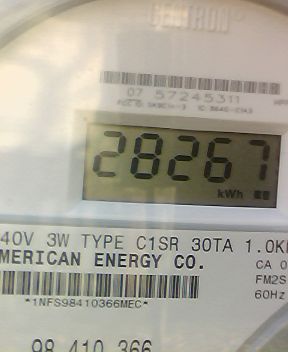 CENTRON
07 57245311
28267
kWh
40V 3W TYPE C1SR 30TA 1.0K
MERICAN ENERGY CO.
CA 0
FM2S
60Hz
*1NFS98410366MEC*
98 410 366